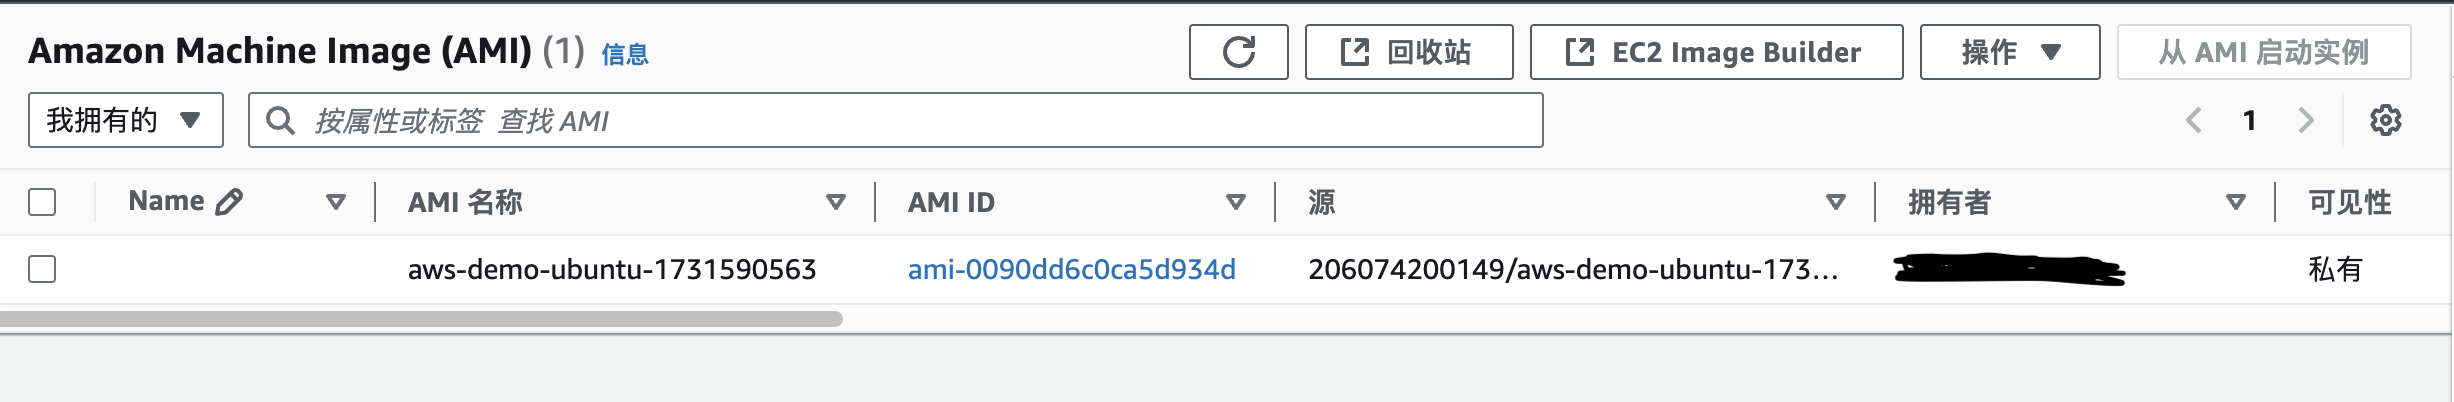 Amazon Machine Image (AMI) (1) 信息 回收站 EC2 Image Builder 操作 从 AMI 启动实例
我拥有的 按属性或标签 查找 AMI 1
Name AMI 名称 AMI ID 源 拥有者 可见性
aws-demo-ubuntu-1731590563 ami-0090dd6c0ca5d934d 206074200149/aws-demo-ubuntu-173... 私有